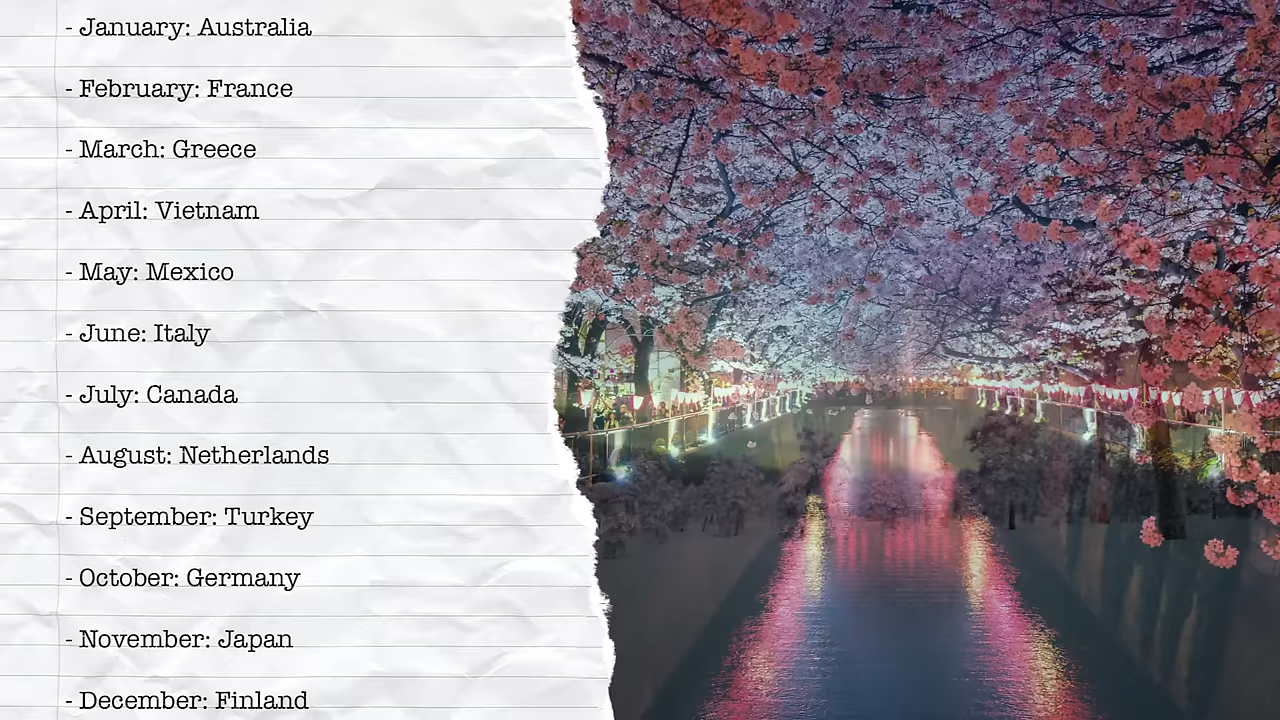 - January: Australia
- February: France
- March: Greece
- April: Vietnam
- May: Mexico
- June: Italy
- July: Canada
- August: Netherlands
- September: Turkey
- October: Germany
- November: Japan
- December: Finland